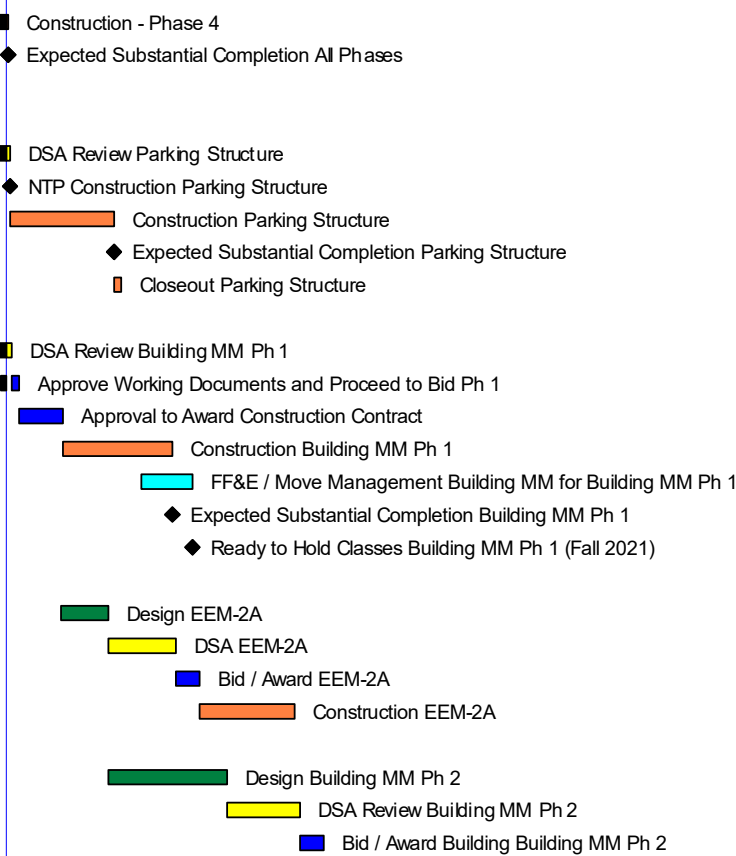 Construction - Phase 4
Expected Substantial Completion All Phases
DSA Review Parking Structure
NTP Construction Parking Structure
Construction Parking Structure
Expected Substantial Completion Parking Structure
Closeout Parking Structure
DSA Review Building MM Ph 1
Approve Working Documents and Proceed to Bid Ph 1
Approval to Award Construction Contract
Construction Building MM Ph 1
FF&E / Move Management Building MM for Building MM Ph 1
Expected Substantial Completion Building MM Ph 1
Ready to Hold Classes Building MM Ph 1 (Fall 2021)
Design EEM-2A
DSA EEM-2A
Bid / Award EEM-2A
Construction EEM-2A
Design Building MM Ph 2
DSA Review Building MM Ph 2
Bid / Award Building Building MM Ph 2